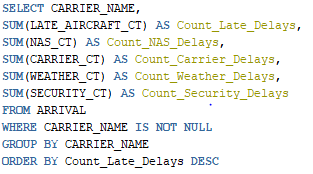 SELECT CARRIER_NAME,
SUM(LATE_AIRCRAFT_CT) AS Count_Late_Delays,
SUM(NAS_CT) AS Count_NAS_Delays,
SUM(CARRIER_CT) AS Count_Carrier_Delays,
SUM(WEATHER_CT) AS Count_Weather_Delays,
SUM(SECURITY_CT) AS Count_Security_Delays
FROM ARRIVAL
WHERE CARRIER_NAME IS NOT NULL
GROUP BY CARRIER_NAME
ORDER BY Count_Late_Delays DESC